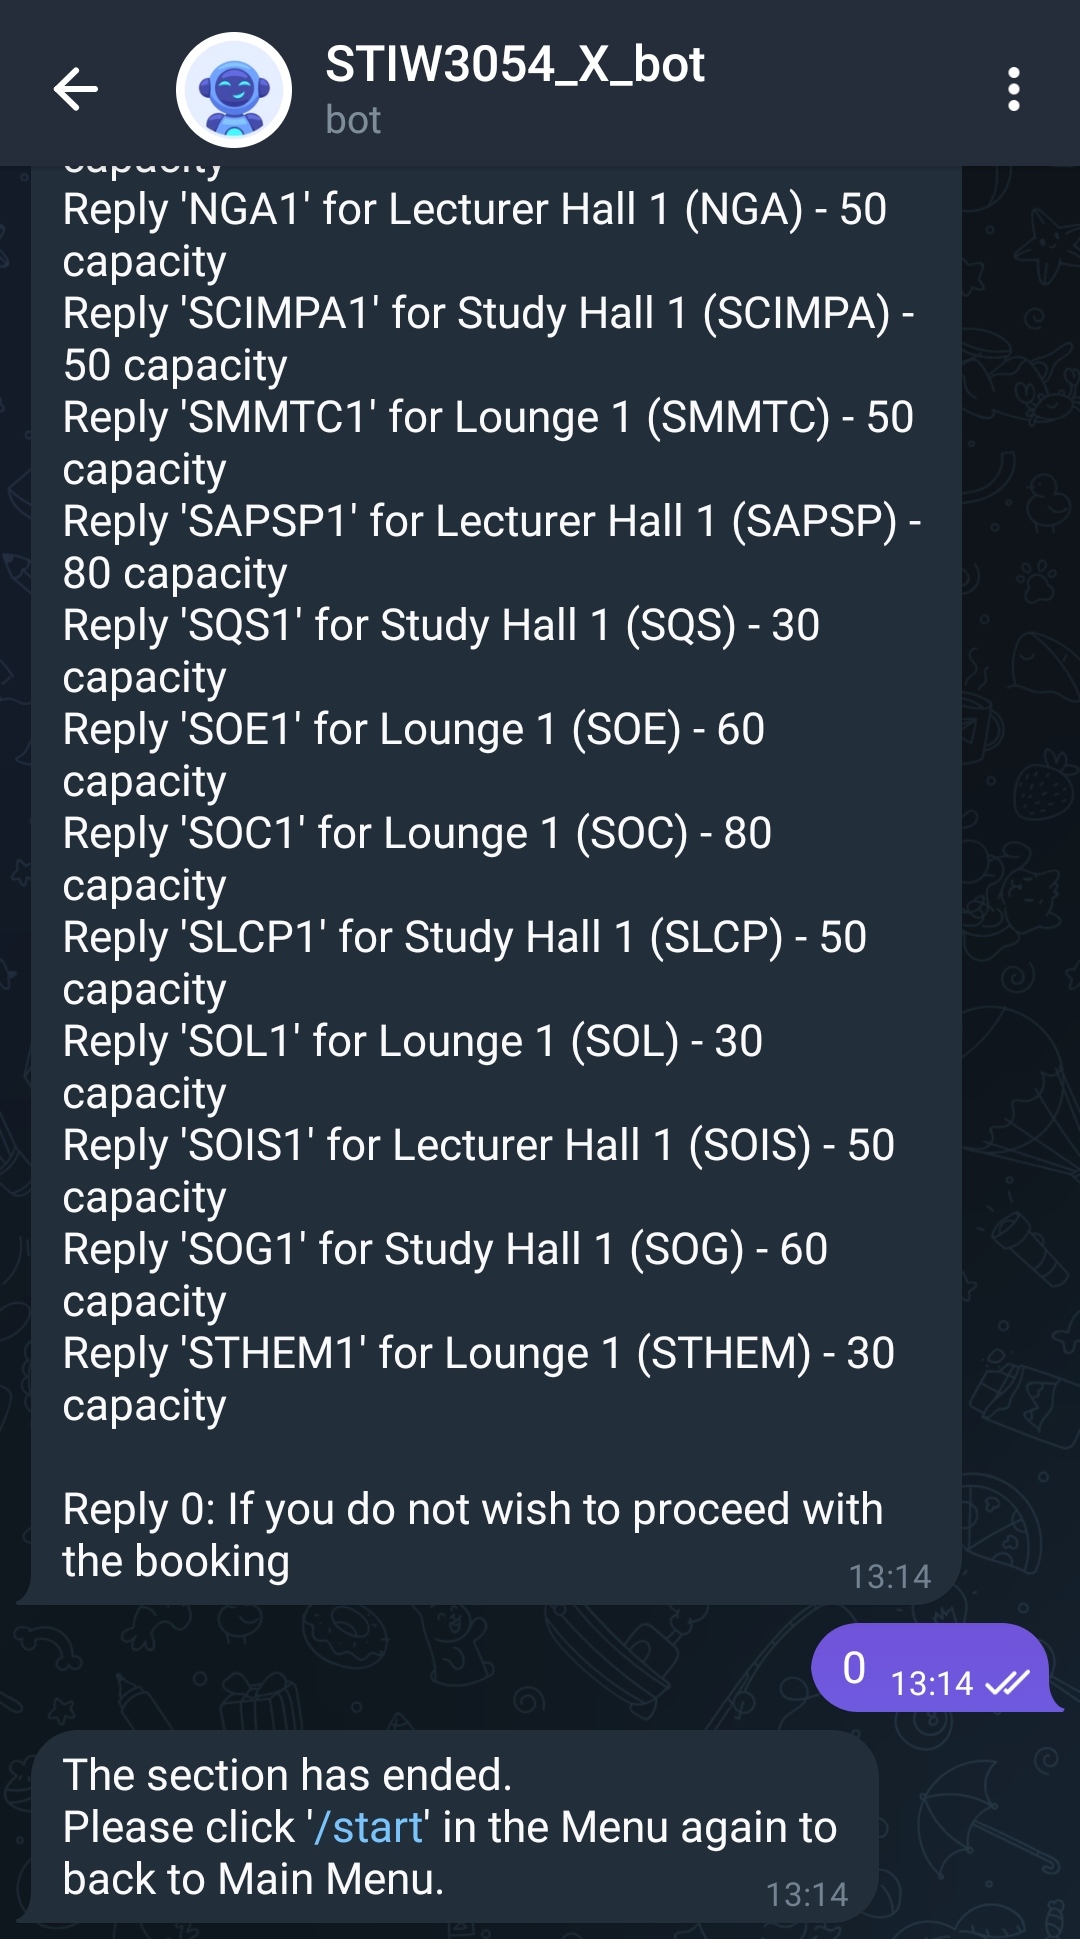 STIW3054_X_bot
bot
capacity
Reply 'NGA1' for Lecturer Hall 1 (NGA) - 50
capacity
Reply 'SCIMPA1' for Study Hall 1 (SCIMPA) -
50 capacity
Reply 'SMMTC1' for Lounge 1 (SMMTC) - 50
capacity
Reply 'SAPSP1' for Lecturer Hall 1 (SAPSP) -
80 capacity
Reply 'SQS1' for Study Hall 1 (SQS) - 30
capacity
Reply 'SOE1' for Lounge 1 (SOE) - 60
capacity
Reply 'SOC1' for Lounge 1 (SOC) - 80
capacity
Reply 'SLCP1' for Study Hall 1 (SLCP) - 50
capacity
Reply 'SOL1' for Lounge 1 (SOL) - 30
capacity
Reply 'SOIS1' for Lecturer Hall 1 (SOIS) - 50
capacity
Reply 'SOG1' for Study Hall 1 (SOG) - 60
capacity
Reply 'STHEM1' for Lounge 1 (STHEM) - 30
capacity
Reply 0: If you do not wish to proceed with
the booking
13:14
0 13:14
The section has ended.
Please click '/start' in the Menu again to
back to Main Menu.
13:14